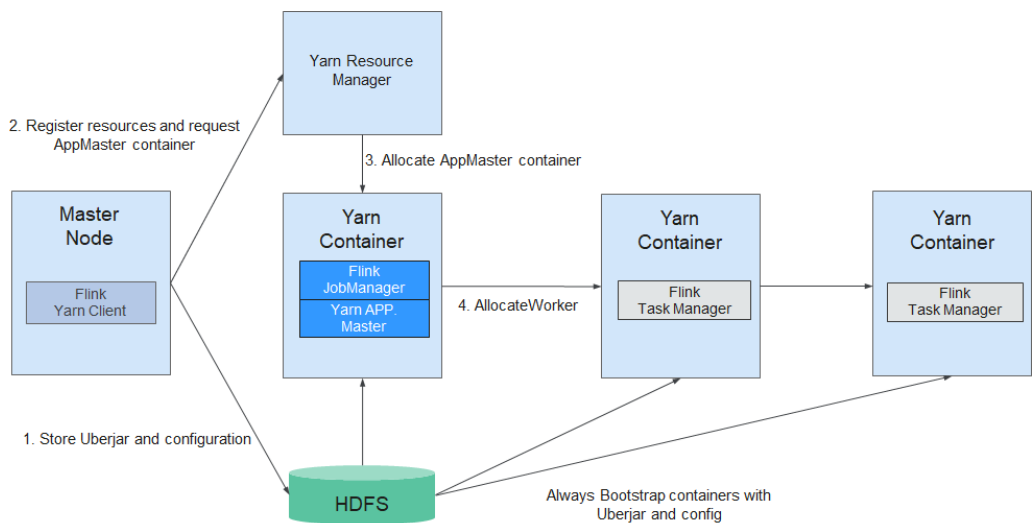 Yarn Resource
Manager
2. Register resources and request
AppMaster container
3. Allocate AppMaster container
Master
Node
Flink
Yarn Client
Yarn
Container
Flink
JobManager
Yarn APP.
Master
4. AllocateWorker
Yarn
Container
Flink
Task Manager
Yarn
Container
Flink
Task Manager
1. Store Uberjar and configuration
HDFS
Always Bootstrap containers with
Uberjar and config